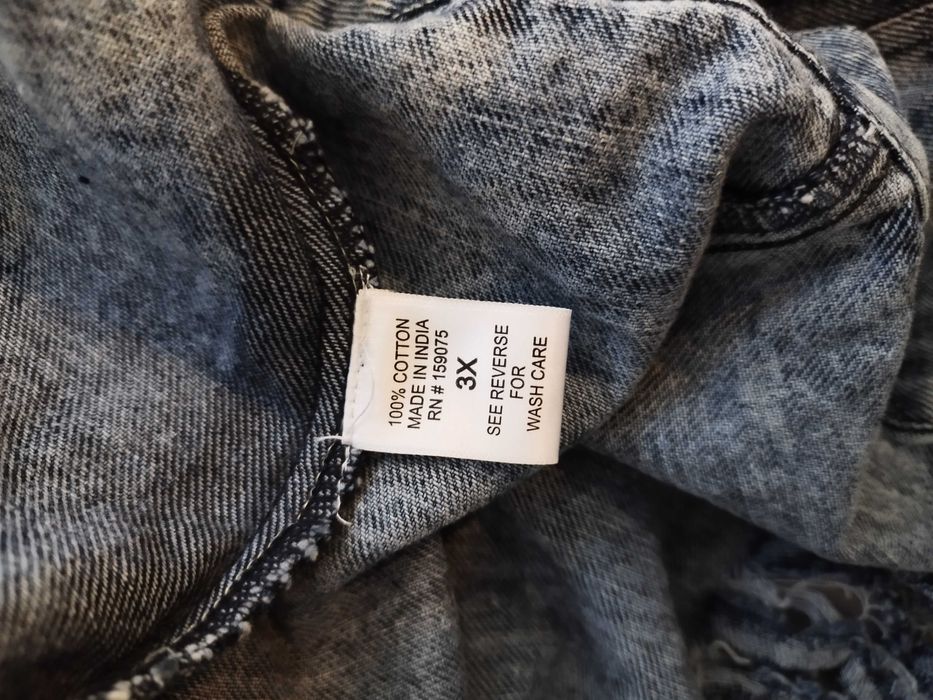 100% COTTON
MADE IN INDIA
RN # 159075
3X
SEE REVERSE
FOR
WASH CARE